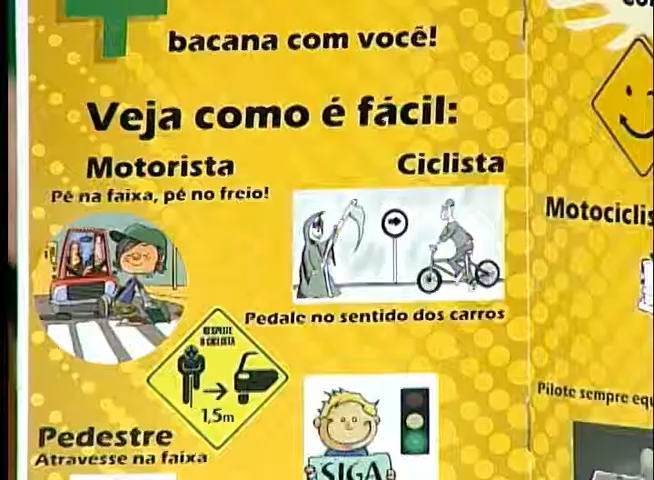 bacana com você!
Veja como é fácil:
Motorista
Pé na faixa, pé no freio!
Ciclista
Pedale no sentido dos carros
RESPEITE
O CICLISTA
1,5m
Pedestre
Atravesse na faixa
SIGA
Motociclis
Pilote sempre equ